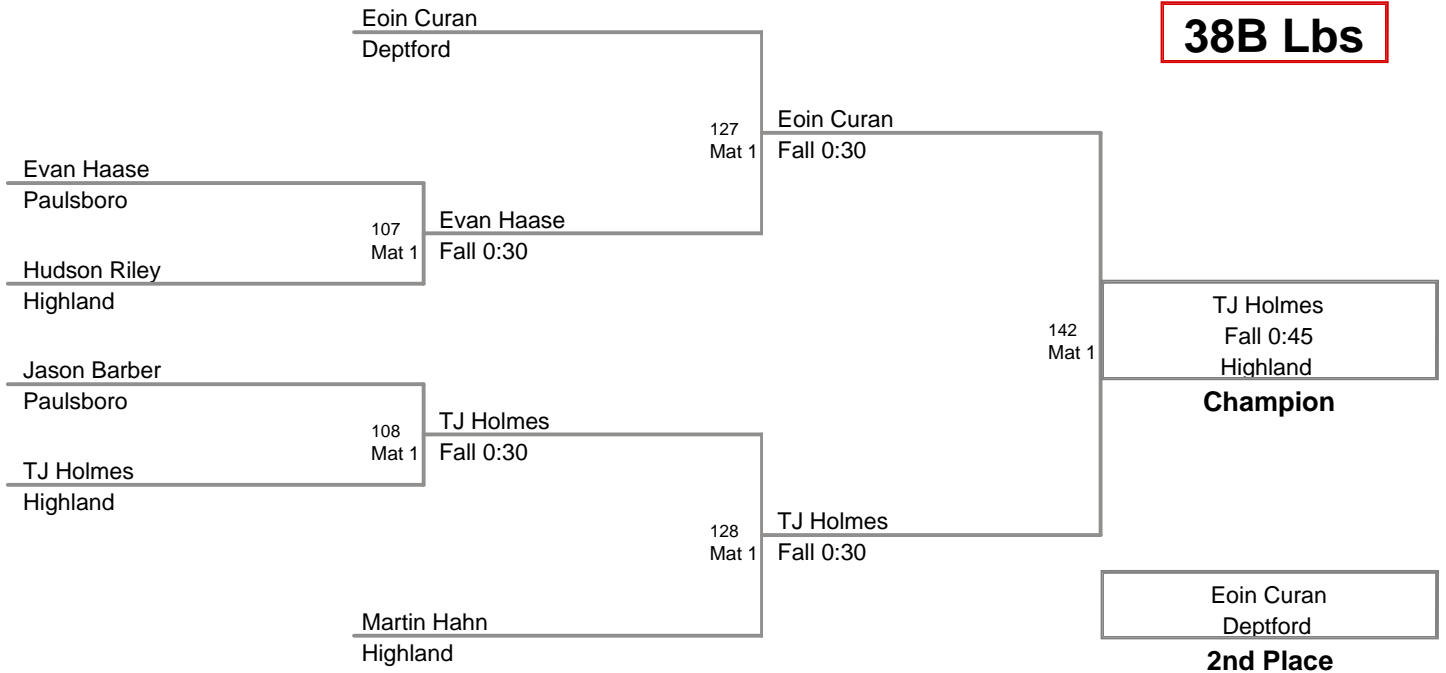 Eoin Curan
Deptford
38B Lbs
127
Mat 1
Eoin Curan
Fall 0:30
Evan Haase
Paulsboro
107
Mat 1
Evan Haase
Fall 0:30
Hudson Riley
Highland
142
Mat 1
TJ Holmes
Fall 0:45
Highland
Champion
Jason Barber
Paulsboro
108
Mat 1
TJ Holmes
Fall 0:30
TJ Holmes
Highland
128
Mat 1
TJ Holmes
Fall 0:30
Martin Hahn
Highland
Eoin Curan
Deptford
2nd Place